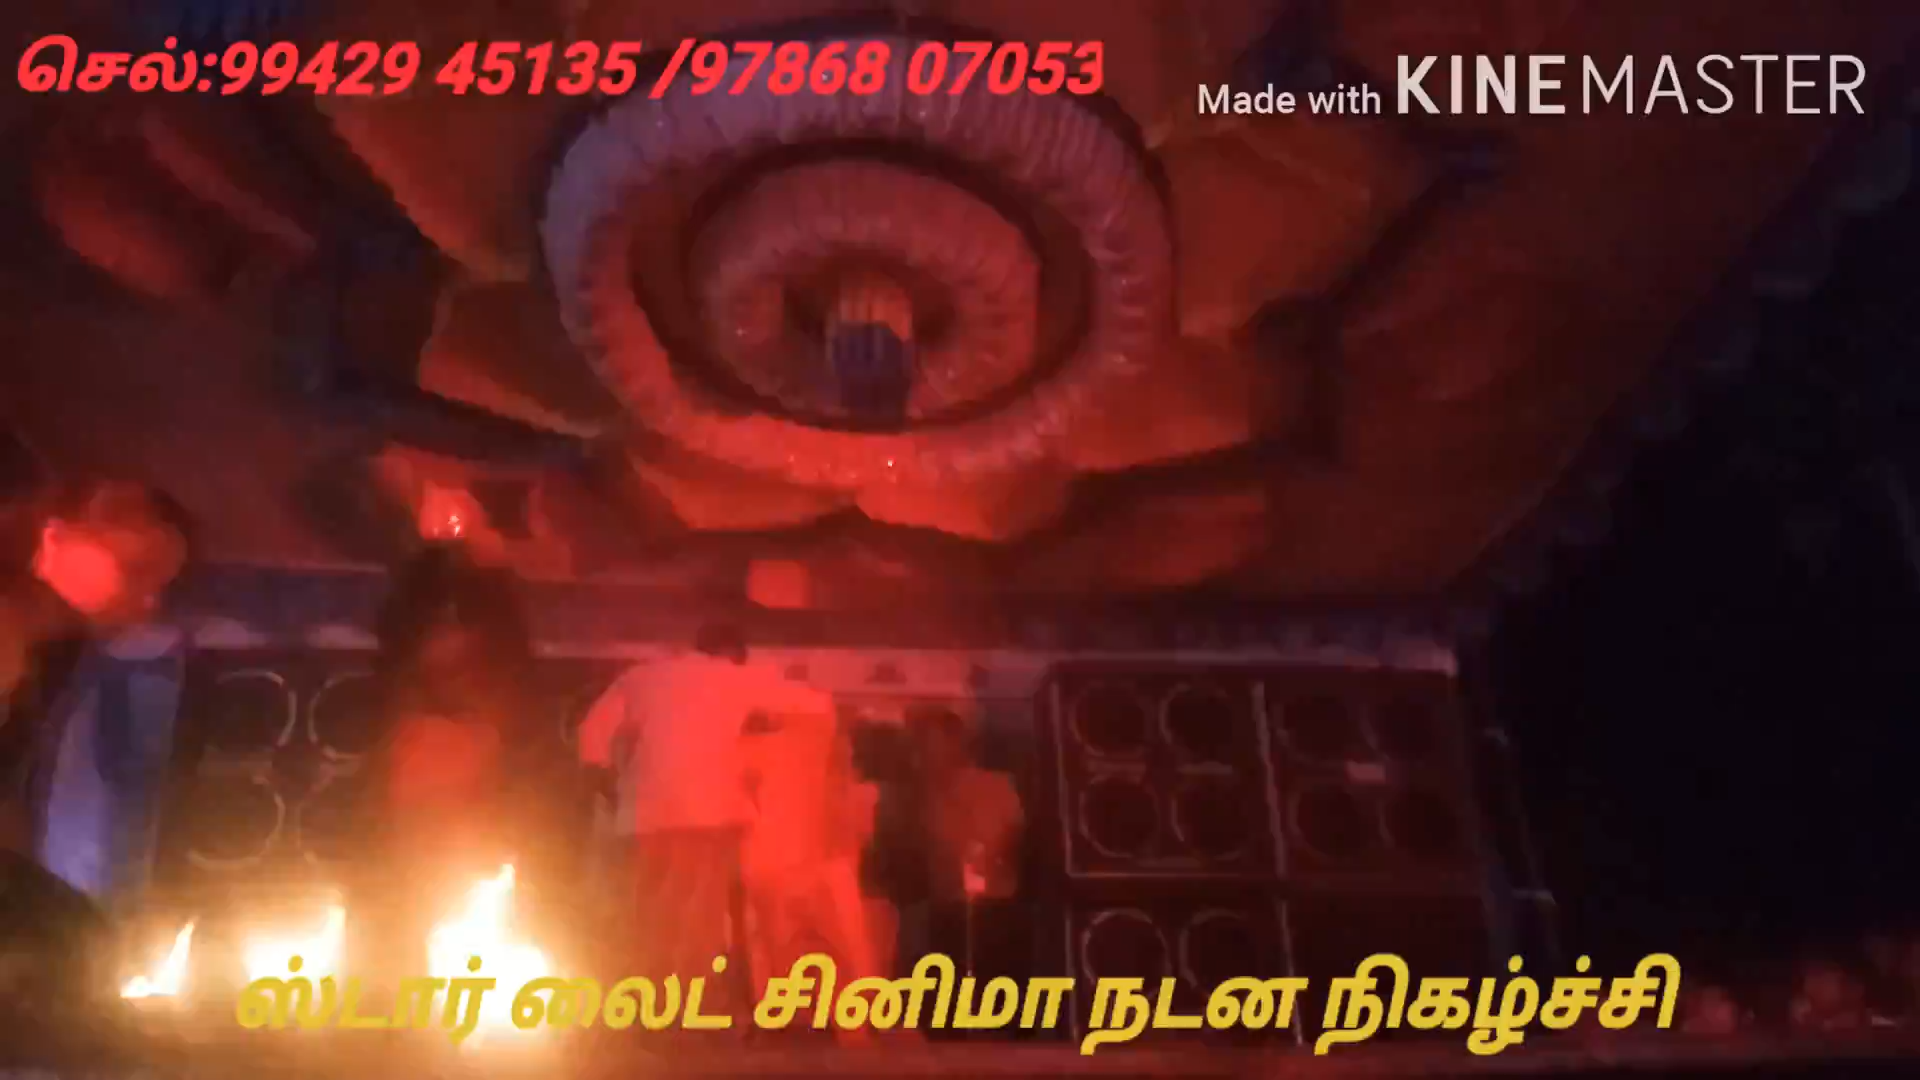 செல்:99429 45135 /97868 07053
Made with KINEMASTER
ஸ்டார் லைட் சினிமா நடன நிகழ்ச்சி